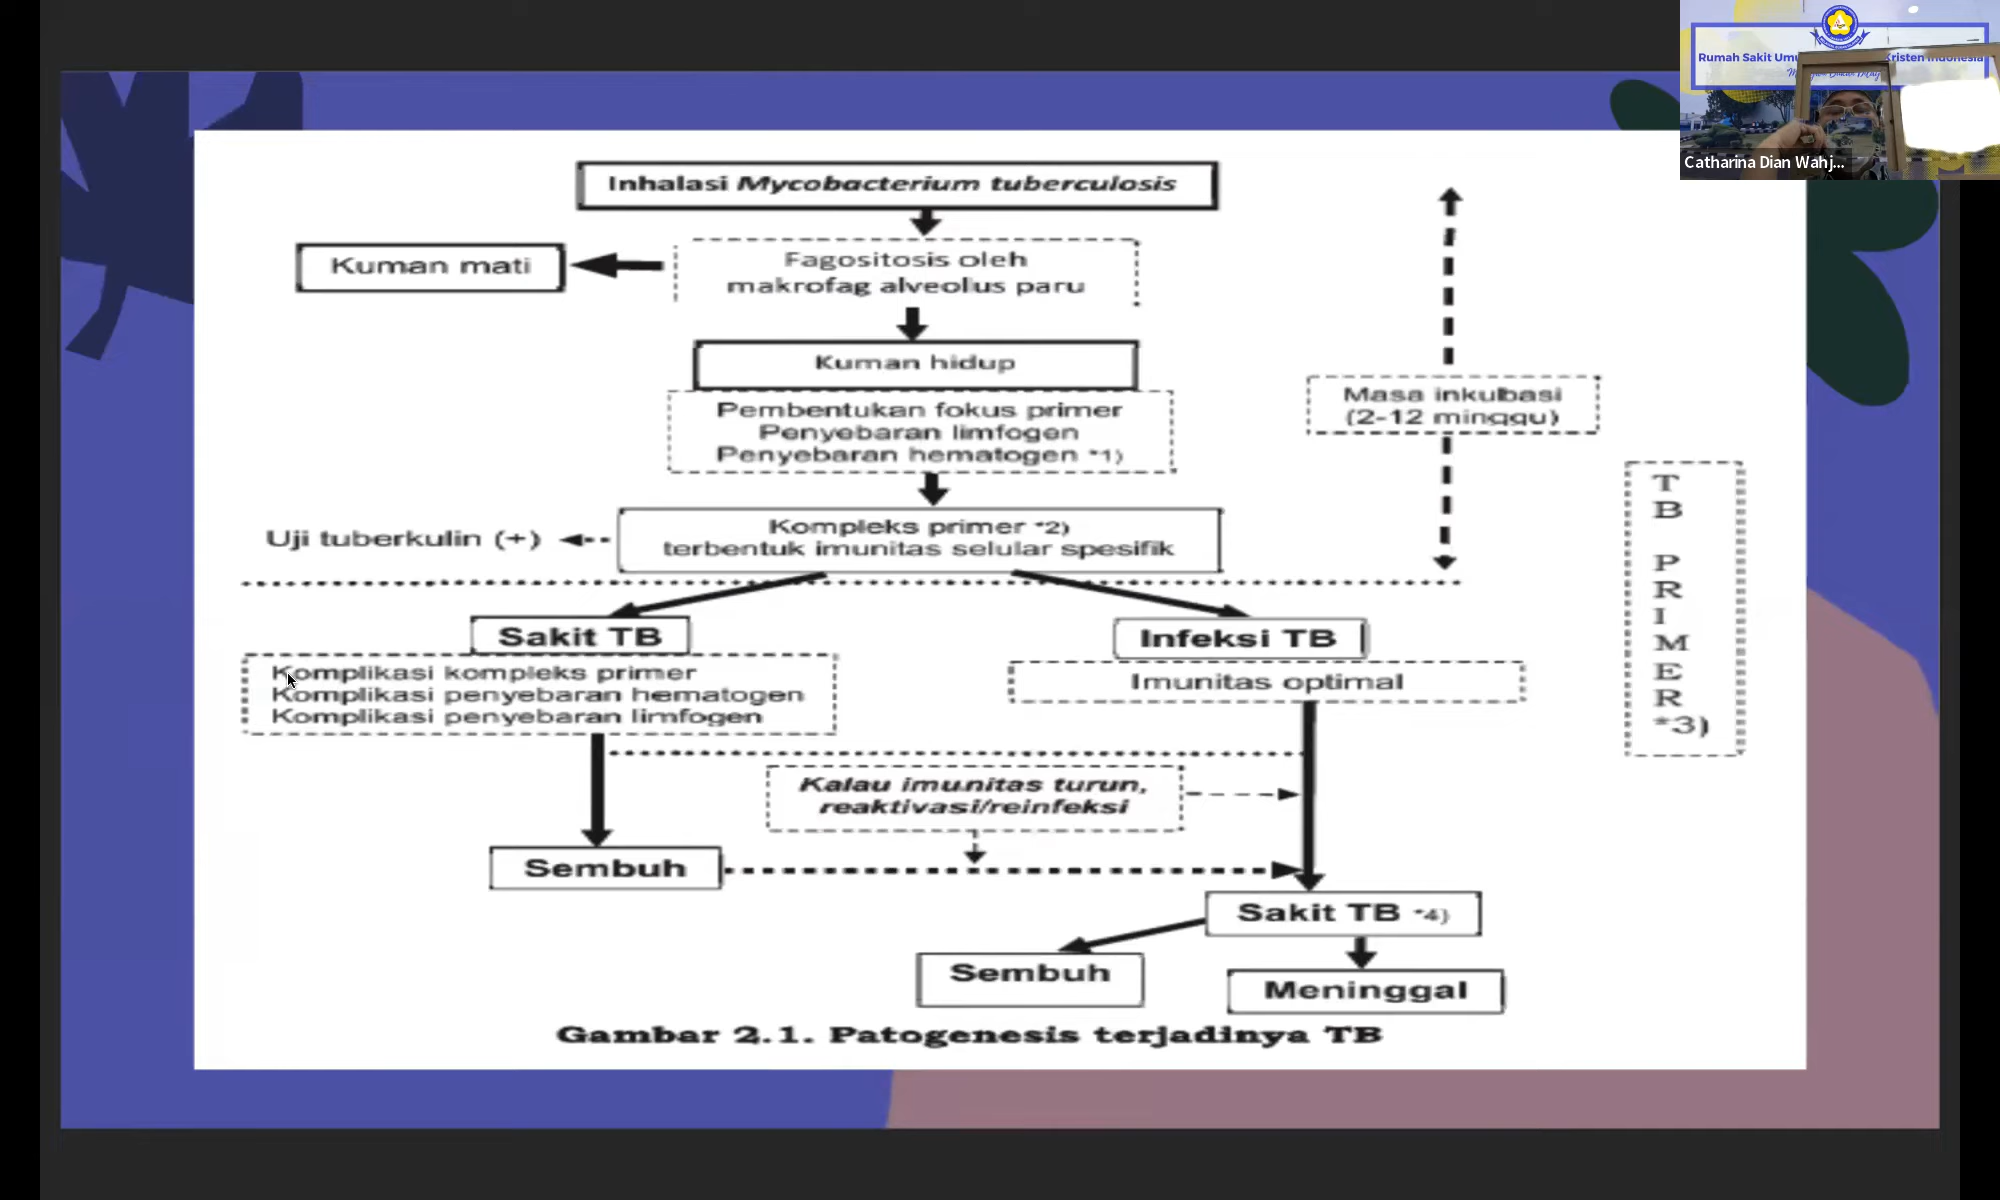 Rumah Sakit Umu
Kristen Indonesia
Catharina Dian Wahj...
Inhalasi Mycobacterium tuberculosis
Kuman mati
Fagositosis oleh
makrofag alveolus paru
Kuman hidup
Pembentukan fokus primer
Penyebaran limfogen
Penyebaran hematogen *1)
Masa inkubasi
(2-12 minggu)
Uji tuberkulin (+)
Kompleks primer *2)
terbentuk imunitas selular spesifik
TB PRIMER *3)
Sakit TB
Komplikasi kompleks primer
Komplikasi penyebaran hematogen
Komplikasi penyebaran limfogen
Infeksi TB
Imunitas optimal
Kalau imunitas turun,
reaktivasi/reinfeksi
Sembuh
Sakit TB *4)
Sembuh
Meninggal
Gambar 2.1. Patogenesis terjadinya TB